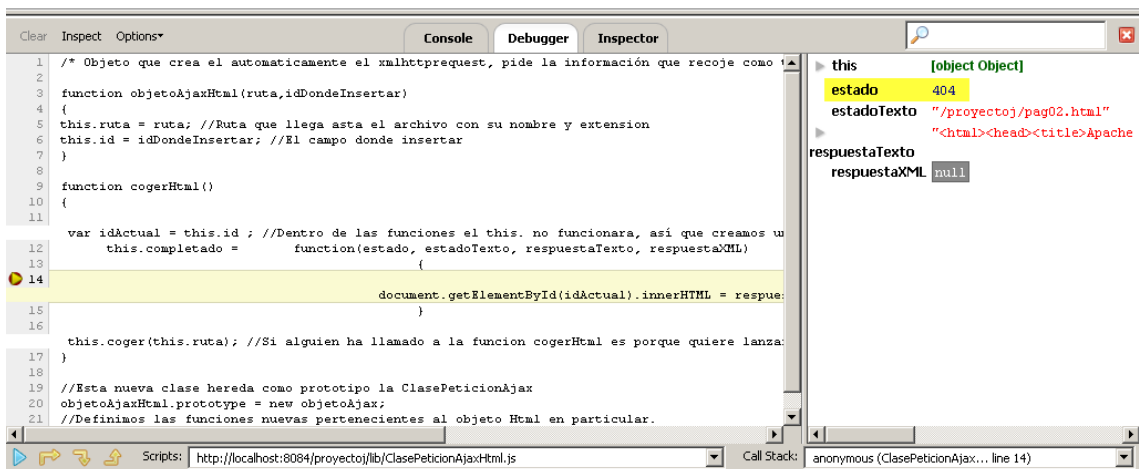 Clear Inspect Options Console Debugger Inspector
1 /* Objeto que crea el automaticamente el xmlhttprequest, pide la información que recoje como
2
3 function objetoAjaxHtml(ruta,idDondeInsertar)
4 {
5 this.ruta = ruta; //Ruta que llega asta el archivo con su nombre y extension
6 this.id = idDondeInsertar; //El campo donde insertar
7 }
8
9 function cogerHtml()
10 {
11
var idActual = this.id ; //Dentro de las funciones el this. no funcionara, así que creamos
12 this.completado = function(estado, estadoTexto, respuestaTexto, respuestaXML)
13 {
14
document.getElementById(idActual).innerHTML =
15 }
16
this.coger(this.ruta); //Si alguien ha llamado a la funcion cogerHtml es porque quiere
17 }
18
19 //Esta nueva clase hereda como prototipo la ClasePeticionAjax
20 objetoAjaxHtml.prototype = new objetoAjax;
21 //Definimos las funciones nuevas pertenecientes al objeto Html en particular.
this [object Object]
estado 404
estadoTexto "/proyectoj/pag02.html"
"<html><head><title>Apache
respuestaTexto
respuestaXML null
Scripts: http://localhost:8084/proyectoj/lib/ClasePeticionAjaxHtml.js Call Stack: anonymous (ClasePeticionAjax... line 14)